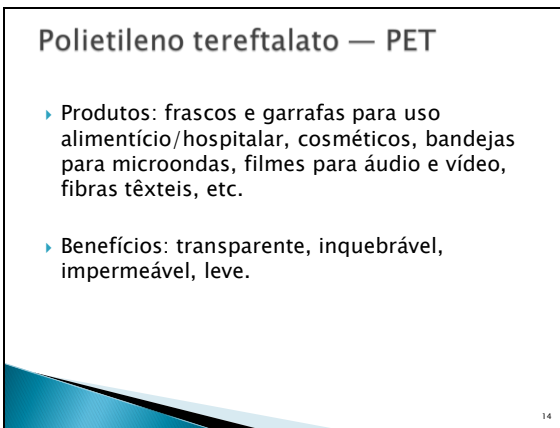 Polietileno tereftalato — PET
Produtos: frascos e garrafas para uso
alimentício/hospitalar, cosméticos, bandejas
para microondas, filmes para áudio e vídeo,
fibras têxteis, etc.
Benefícios: transparente, inquebrável,
impermeável, leve.
14